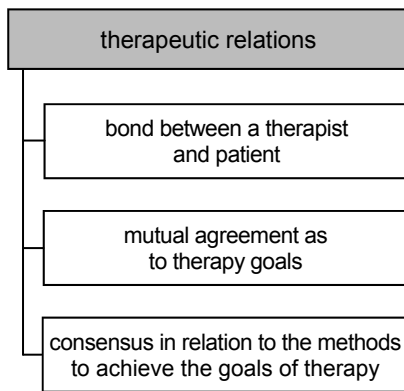 therapeutic relations
bond between a therapist
and patient
mutual agreement as
to therapy goals
consensus in relation to the methods
to achieve the goals of therapy